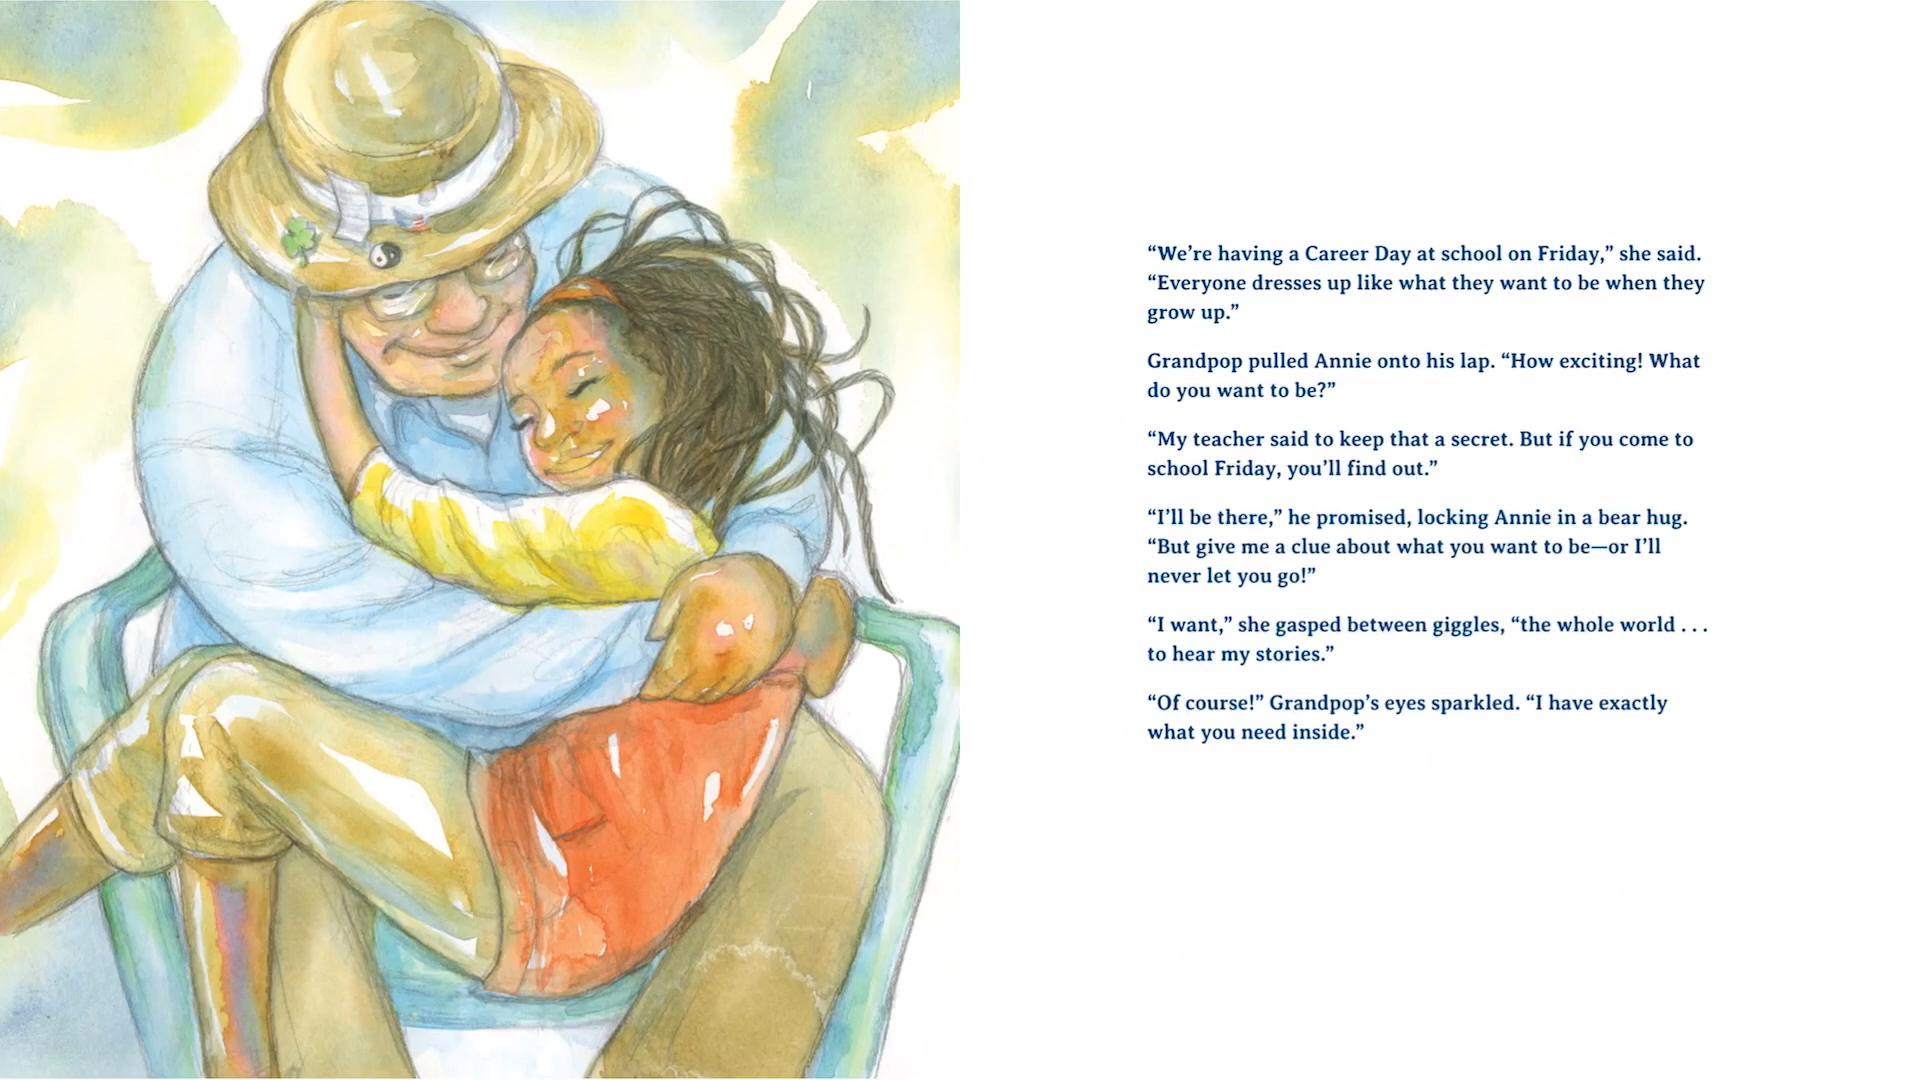 “We’re having a Career Day at school on Friday,” she said.
“Everyone dresses up like what they want to be when they
grow up.”
Grandpop pulled Annie onto his lap. “How exciting! What
do you want to be?”
“My teacher said to keep that a secret. But if you come to
school Friday, you’ll find out.”
“I’ll be there,” he promised, locking Annie in a bear hug.
“But give me a clue about what you want to be—or I’ll
never let you go!”
“I want,” she gasped between giggles, “the whole world . . .
to hear my stories.”
“Of course!” Grandpop’s eyes sparkled. “I have exactly
what you need inside.”